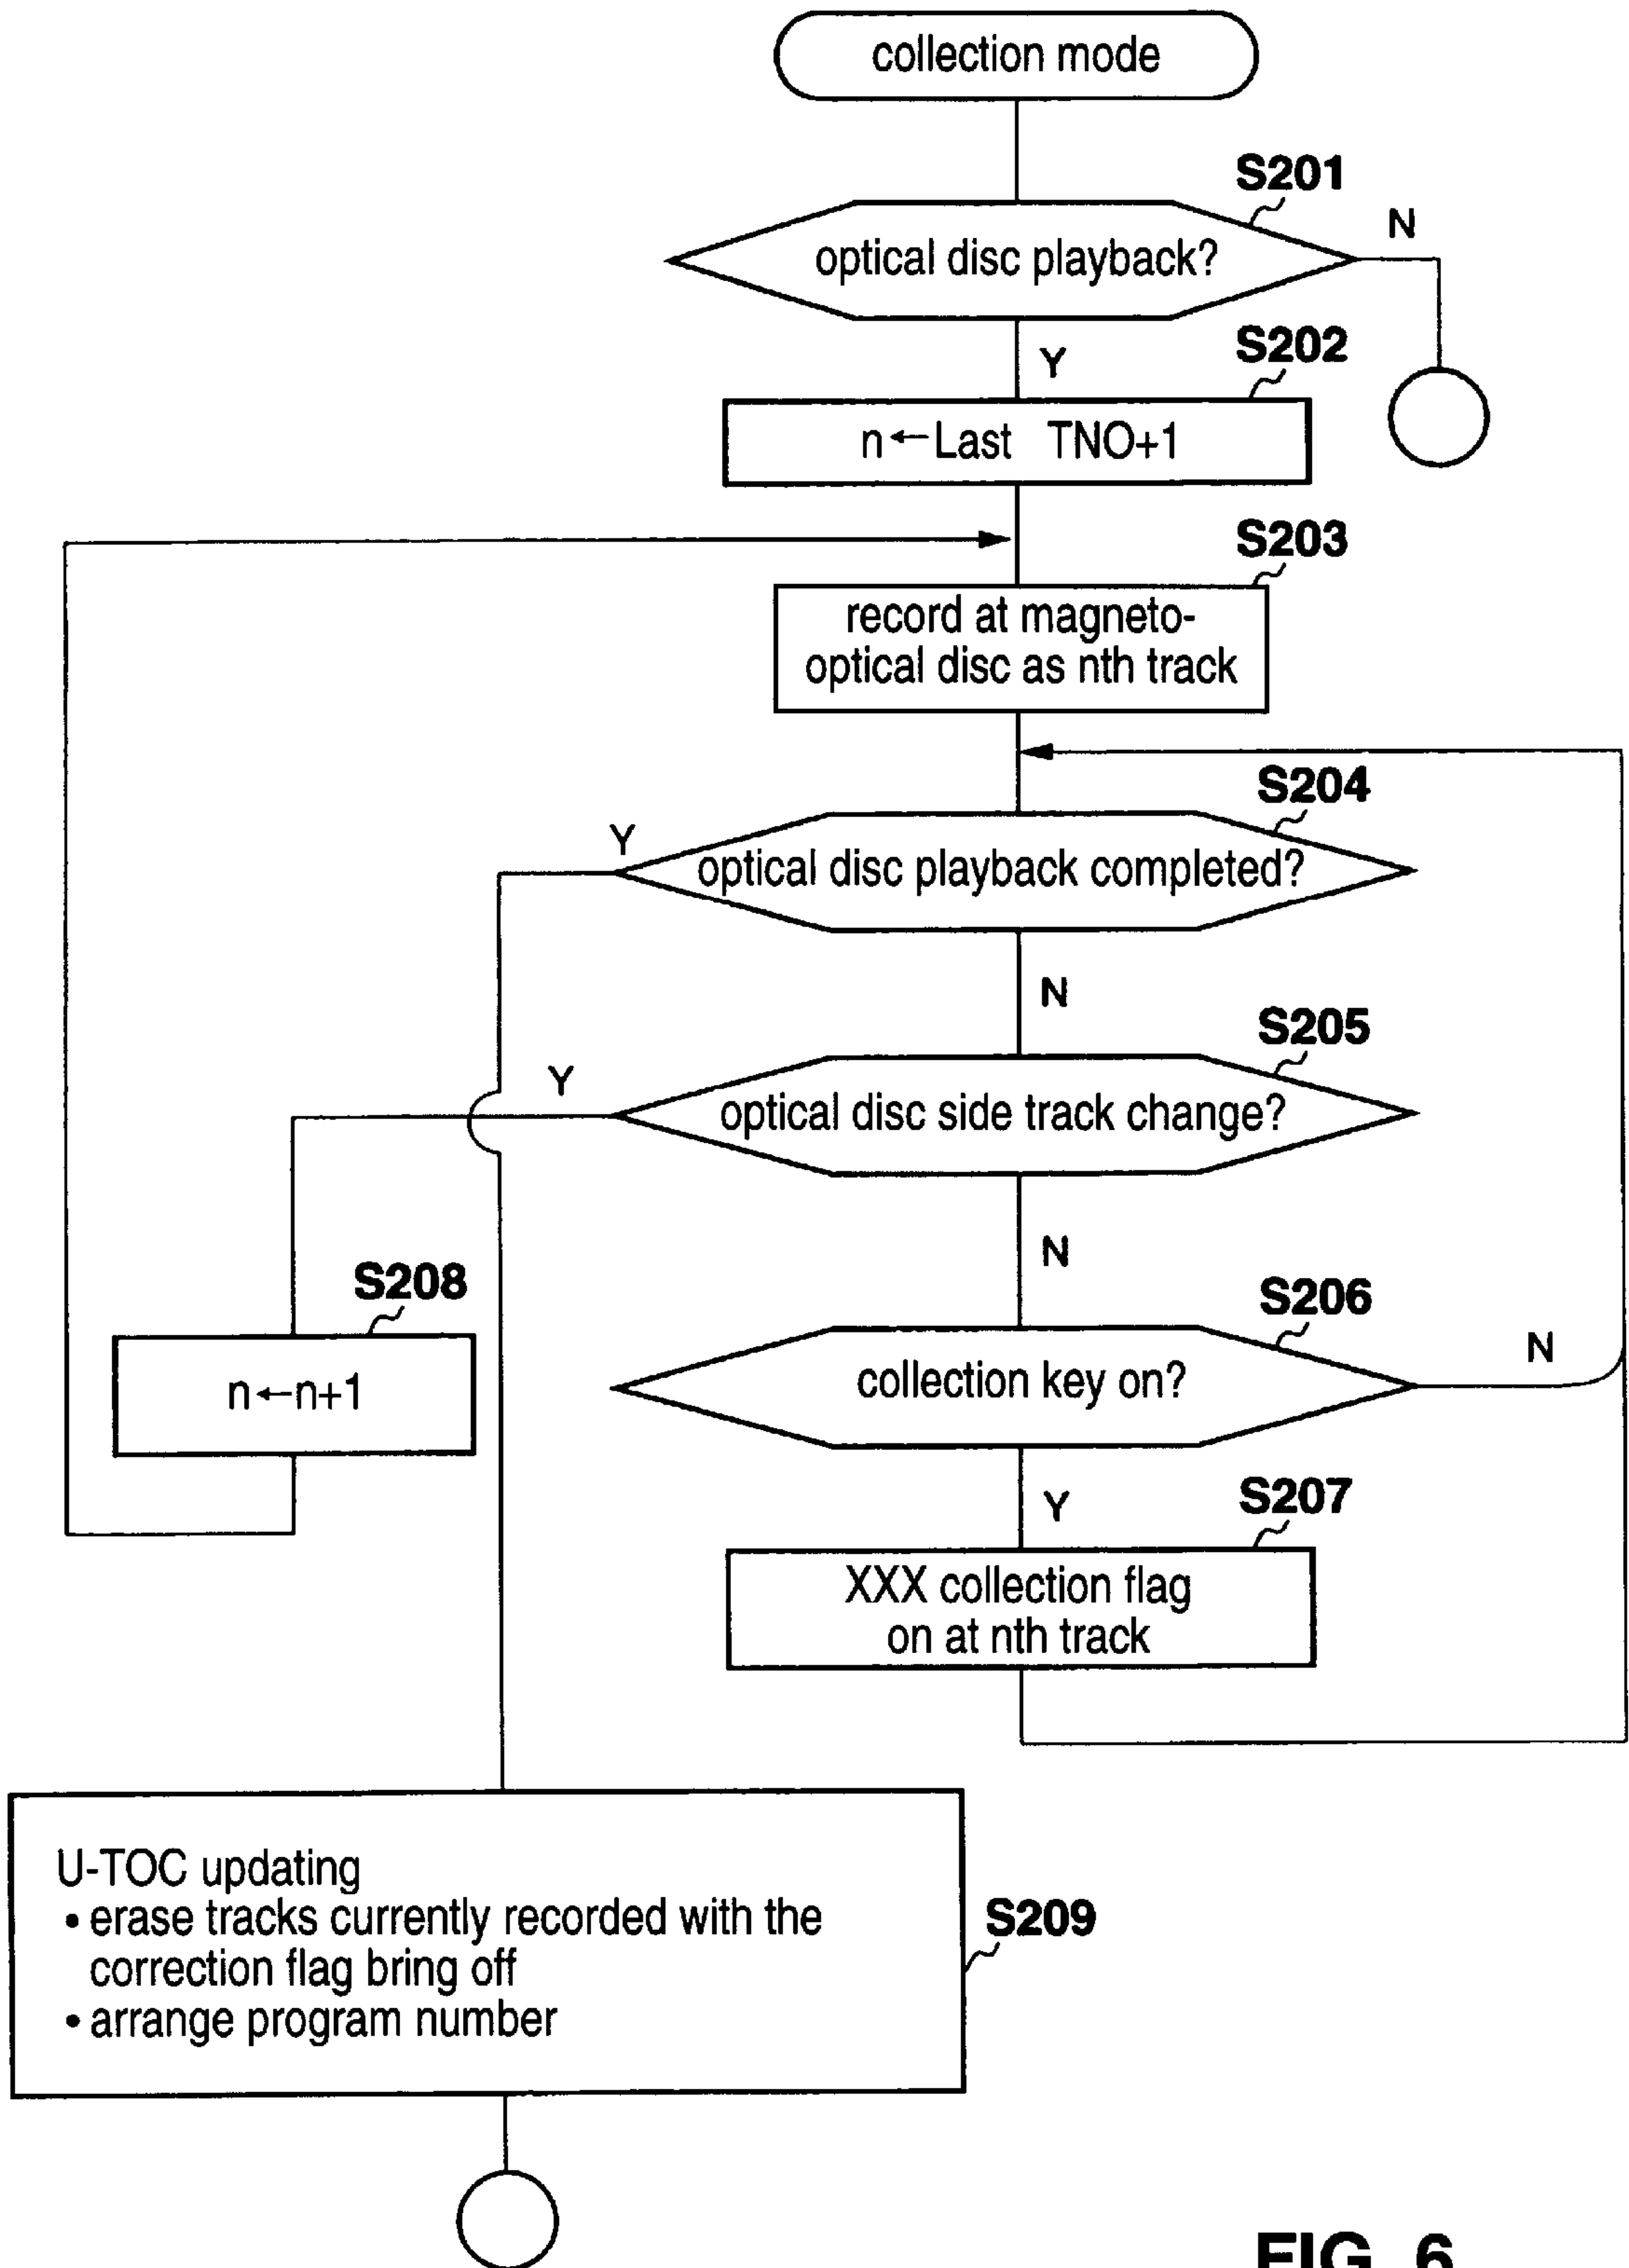 collection mode
S201
optical disc playback?
N
Y
S202
n←Last TNO+1
S203
record at magneto-
optical disc as nth track
S204
Y
optical disc playback completed?
N
S205
Y
optical disc side track change?
N
S208
n←n+1
S206
collection key on?
N
Y
S207
XXX collection flag
on at nth track
U-TOC updating
• erase tracks currently recorded with the
correction flag bring off
• arrange program number
S209
FIG. 6